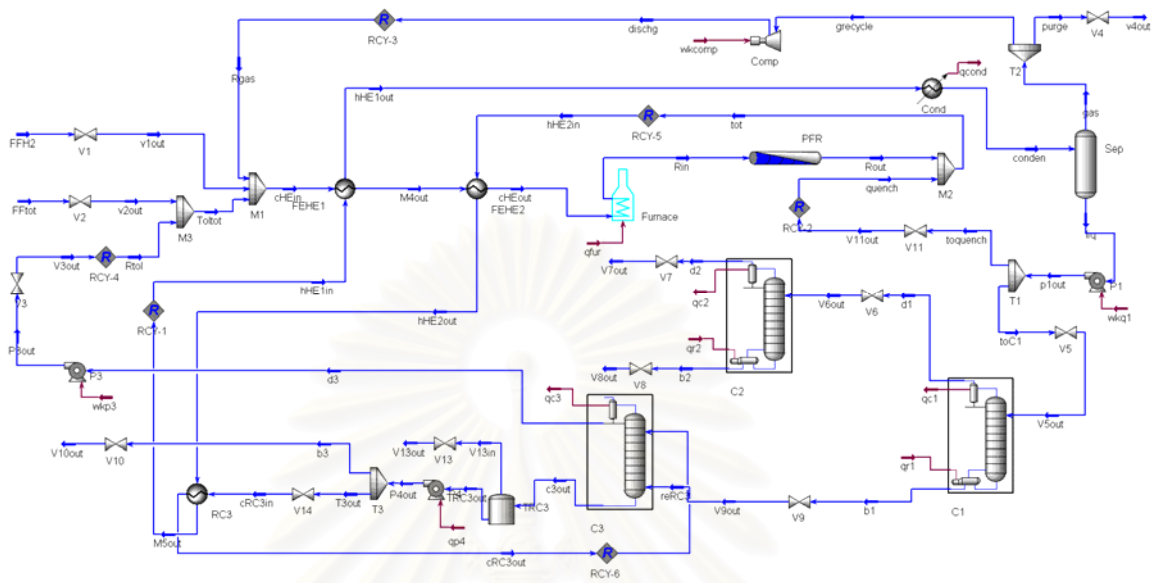 R
RCY-3
dischg
wkcomp
Comp
grecycle
purge
V4
v4out
T2
gas
Rgas
hHE1out
qcond
Cond
conden
Sep
liq
hHE2in
R
RCY-5
tot
PFR
Rin
Rout
quench
M2
FFH2
V1
v1out
FFtot
V2
v2out
M3
Toltot
M1
cHEin
FEHE1
M4out
cHEout
FEHE2
Furnace
qfur
R
RCY-2
V11out
V11
toquench
T1
p1out
P1
wkq1
toC1
V5
V5out
V3out
R
RCY-4
Rtol
R
RCY-1
hHE1in
hHE2out
V7out
V7
d2
qc2
qr2
V8out
V8
b2
C2
V6out
V6
d1
qc1
qr1
C1
b1
V9
V9out
P3out
P3
wkp3
d3
qc3
C3
reRC3
c3out
TRC3
TRC3out
V13out
V13
V13in
V10out
V10
b3
T3
P4out
qp4
T3out
V14
cRC3in
RC3
M5out
cRC3out
R
RCY-6